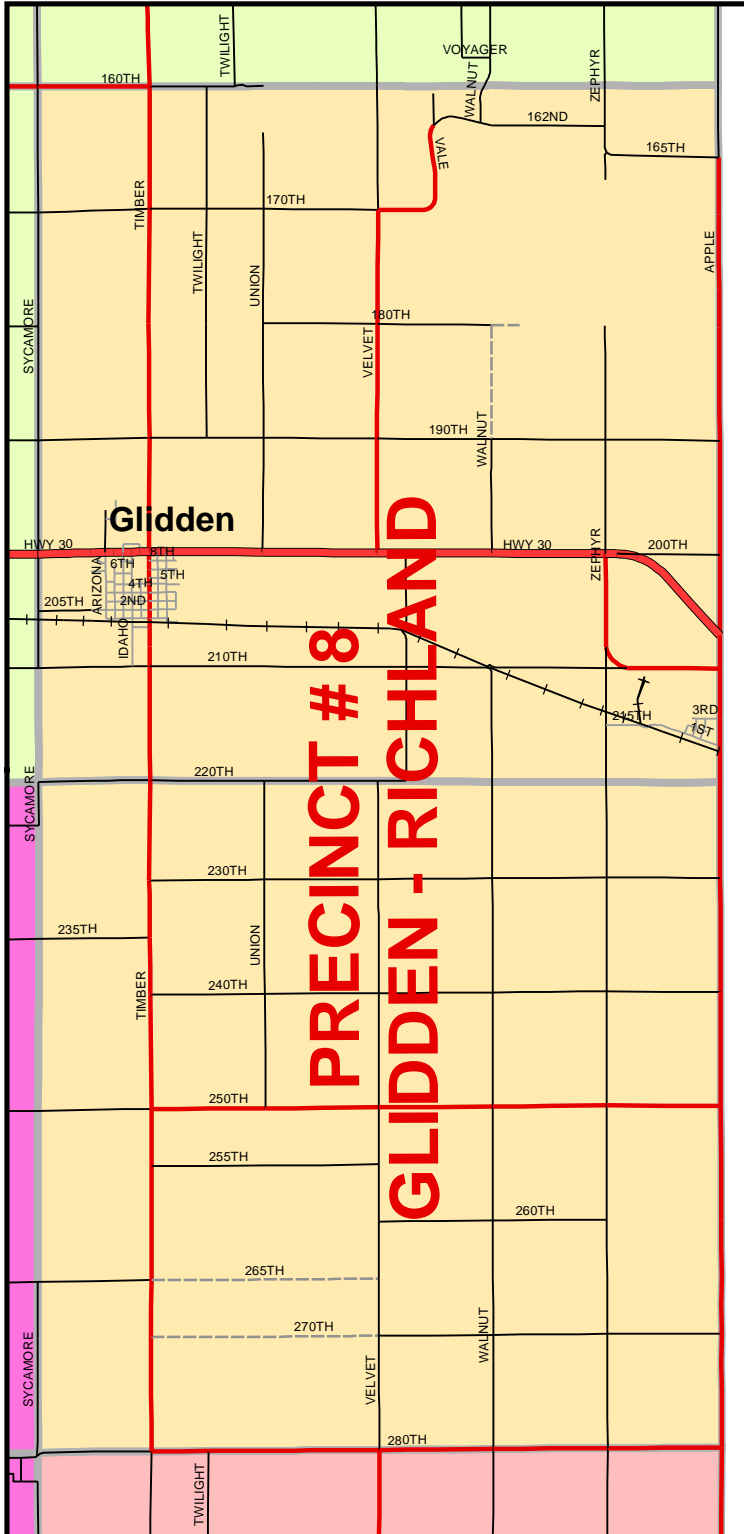 TWILIGHT
VOYAGER
WALNUT
ZEPHYR
160TH
162ND
VALE
165TH
TIMBER
170TH
TWILIGHT
UNION
APPLE
SYCAMORE
180TH
VELVET
190TH
WALNUT
Glidden
HWY 30
8TH
HWY 30
ZEPHYR
200TH
6TH
5TH
4TH
ARIZONA
2ND
205TH
IDAHO
210TH
3RD
215TH
1ST
220TH
SYCAMORE
PRECINCT # 8
GLIDDEN - RICHLAND
230TH
235TH
UNION
TIMBER
240TH
250TH
255TH
260TH
265TH
270TH
WALNUT
VELVET
SYCAMORE
280TH
TWILIGHT